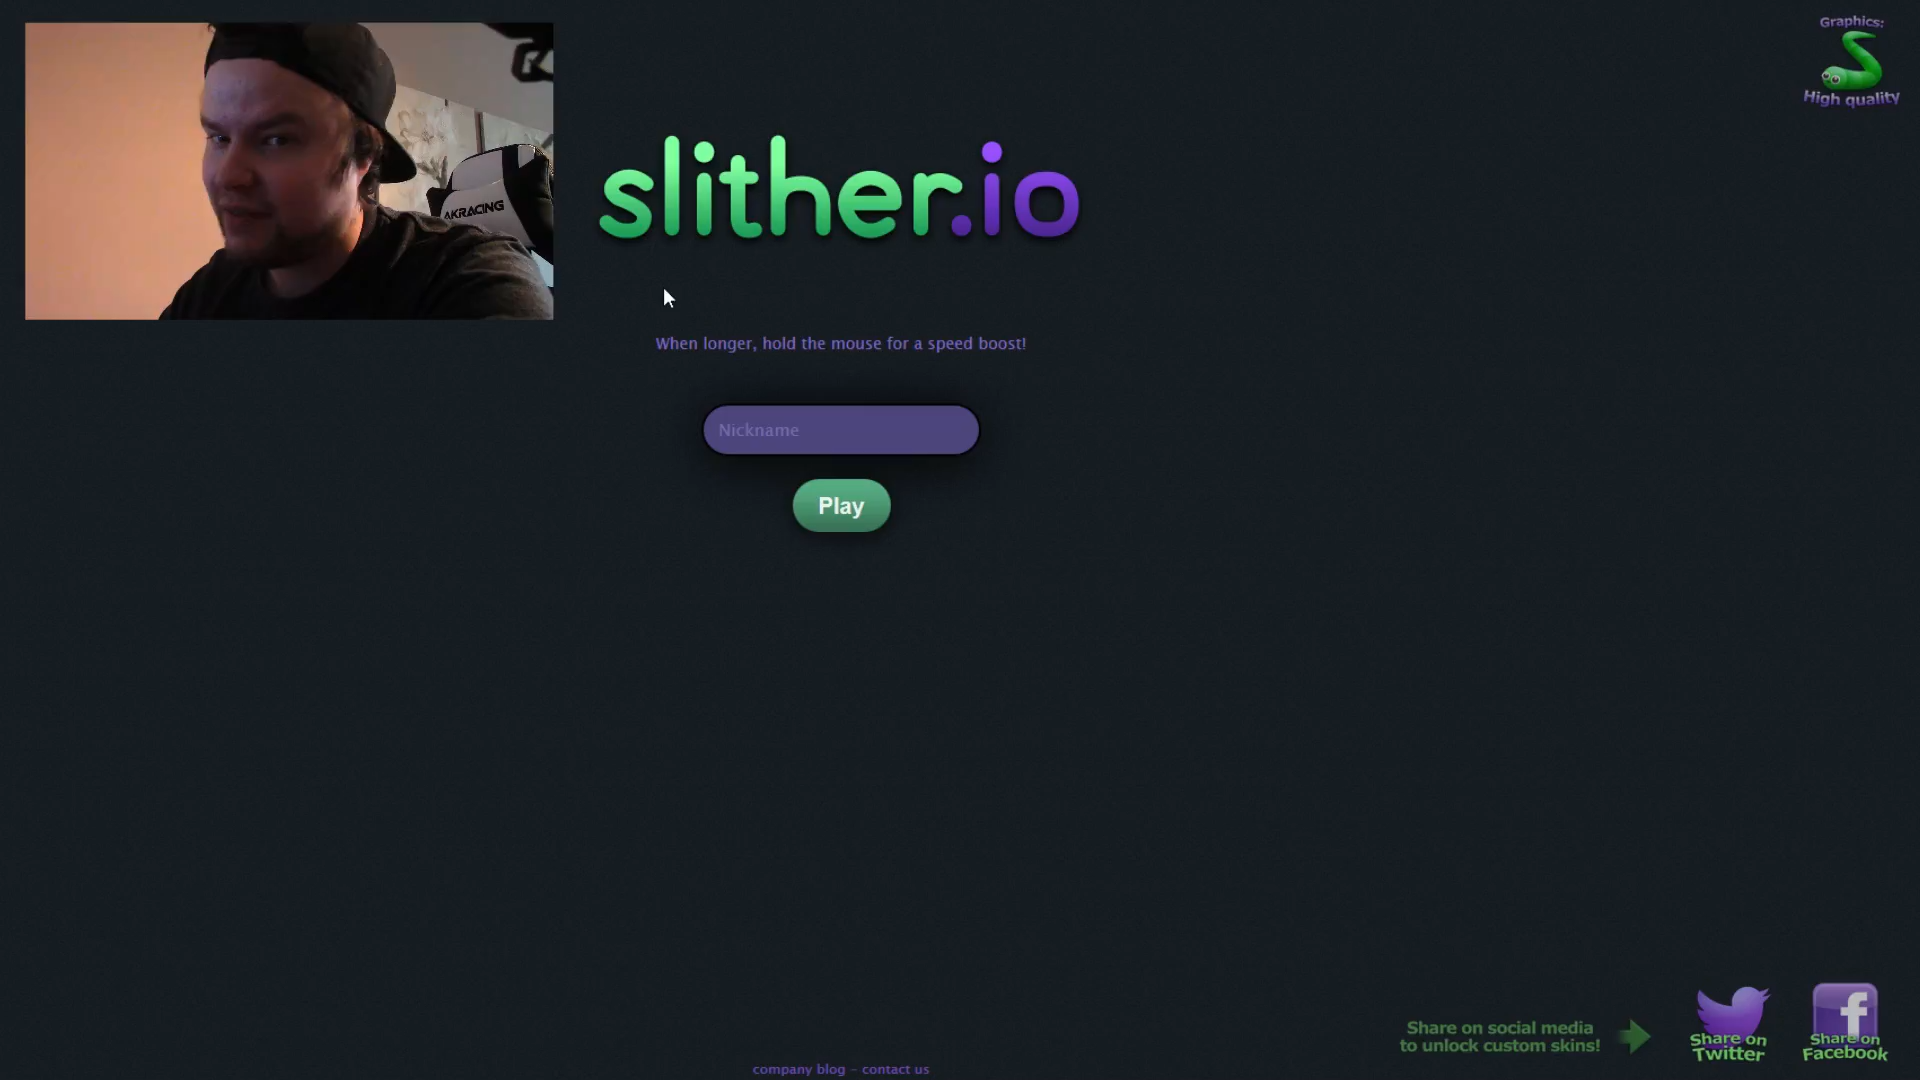 Graphics:
High quality
AKRACING
slither.io
When longer, hold the mouse for a speed boost!
Nickname
Play
Share on social media
to unlock custom skins!
Share on
Twitter
Share on
Facebook
company blog - contact us